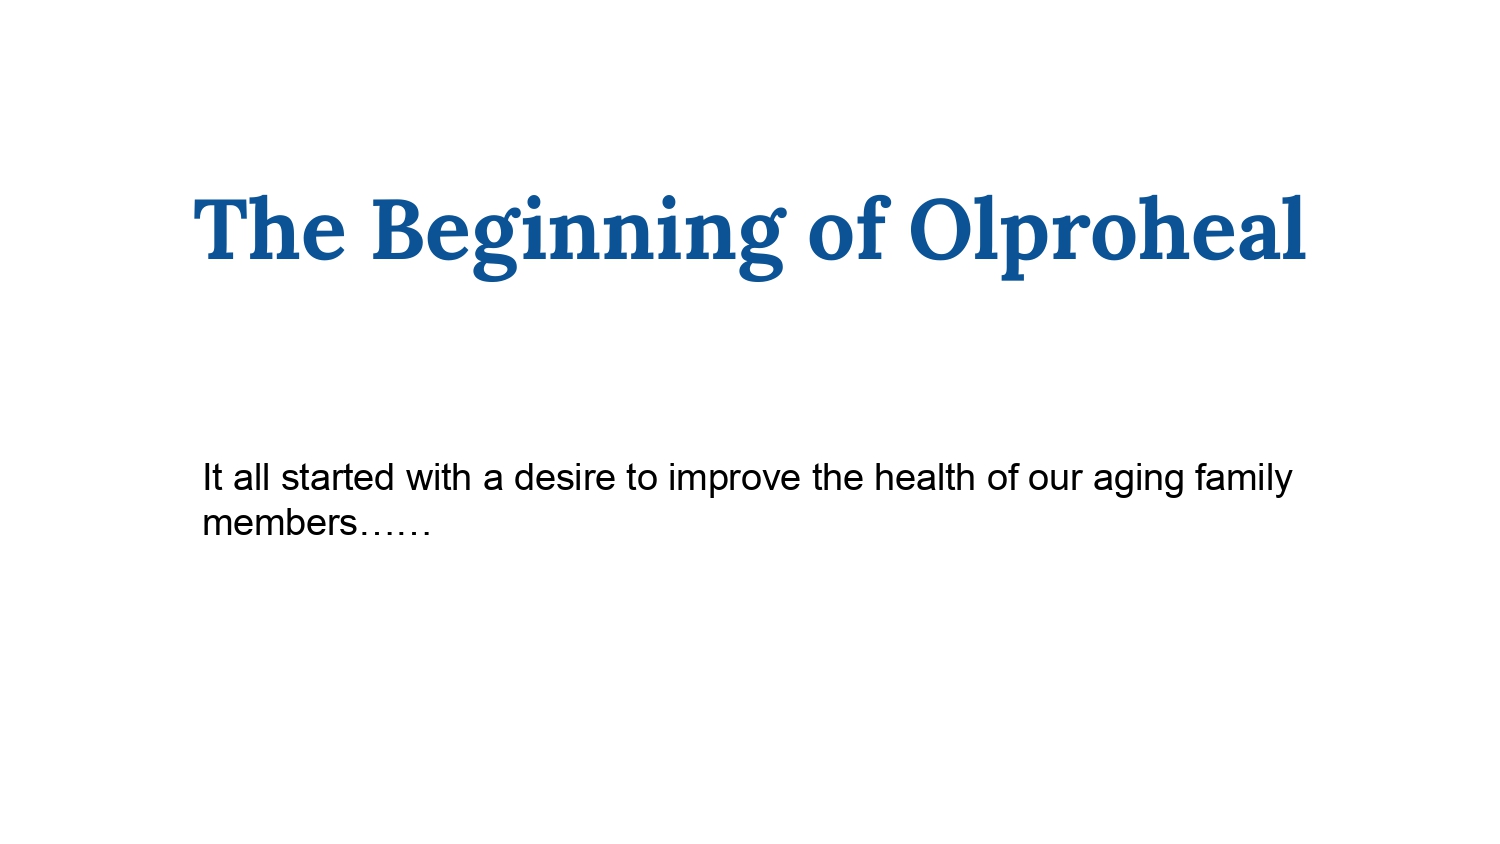 The Beginning of Olproheal
It all started with a desire to improve the health of our aging family
members……